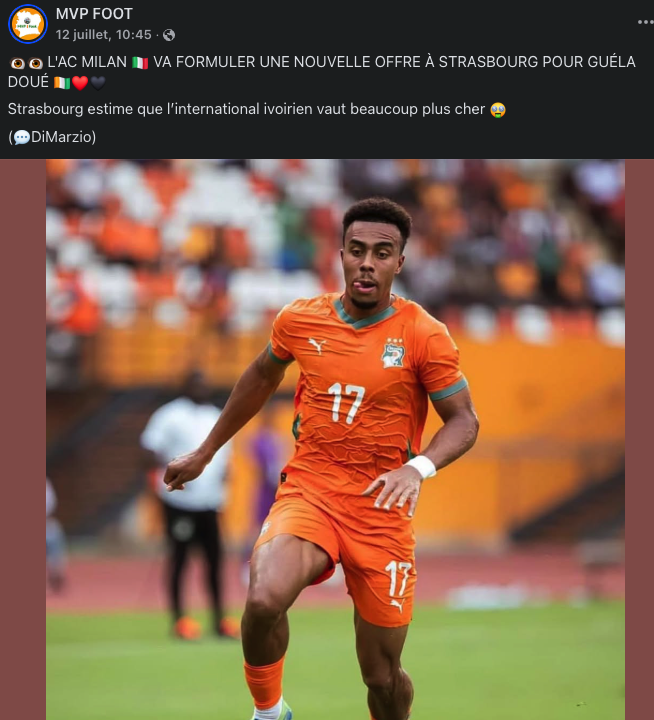 MVP FOOT
12 juillet, 10:45 ·
👁️👁️ L'AC MILAN 🇮🇹 VA FORMULER UNE NOUVELLE OFFRE À STRASBOURG POUR GUÉLA
DOUÉ 🇨🇮❤️🖤
Strasbourg estime que l’international ivoirien vaut beaucoup plus cher 🤑
(💬DiMarzio)
17
17